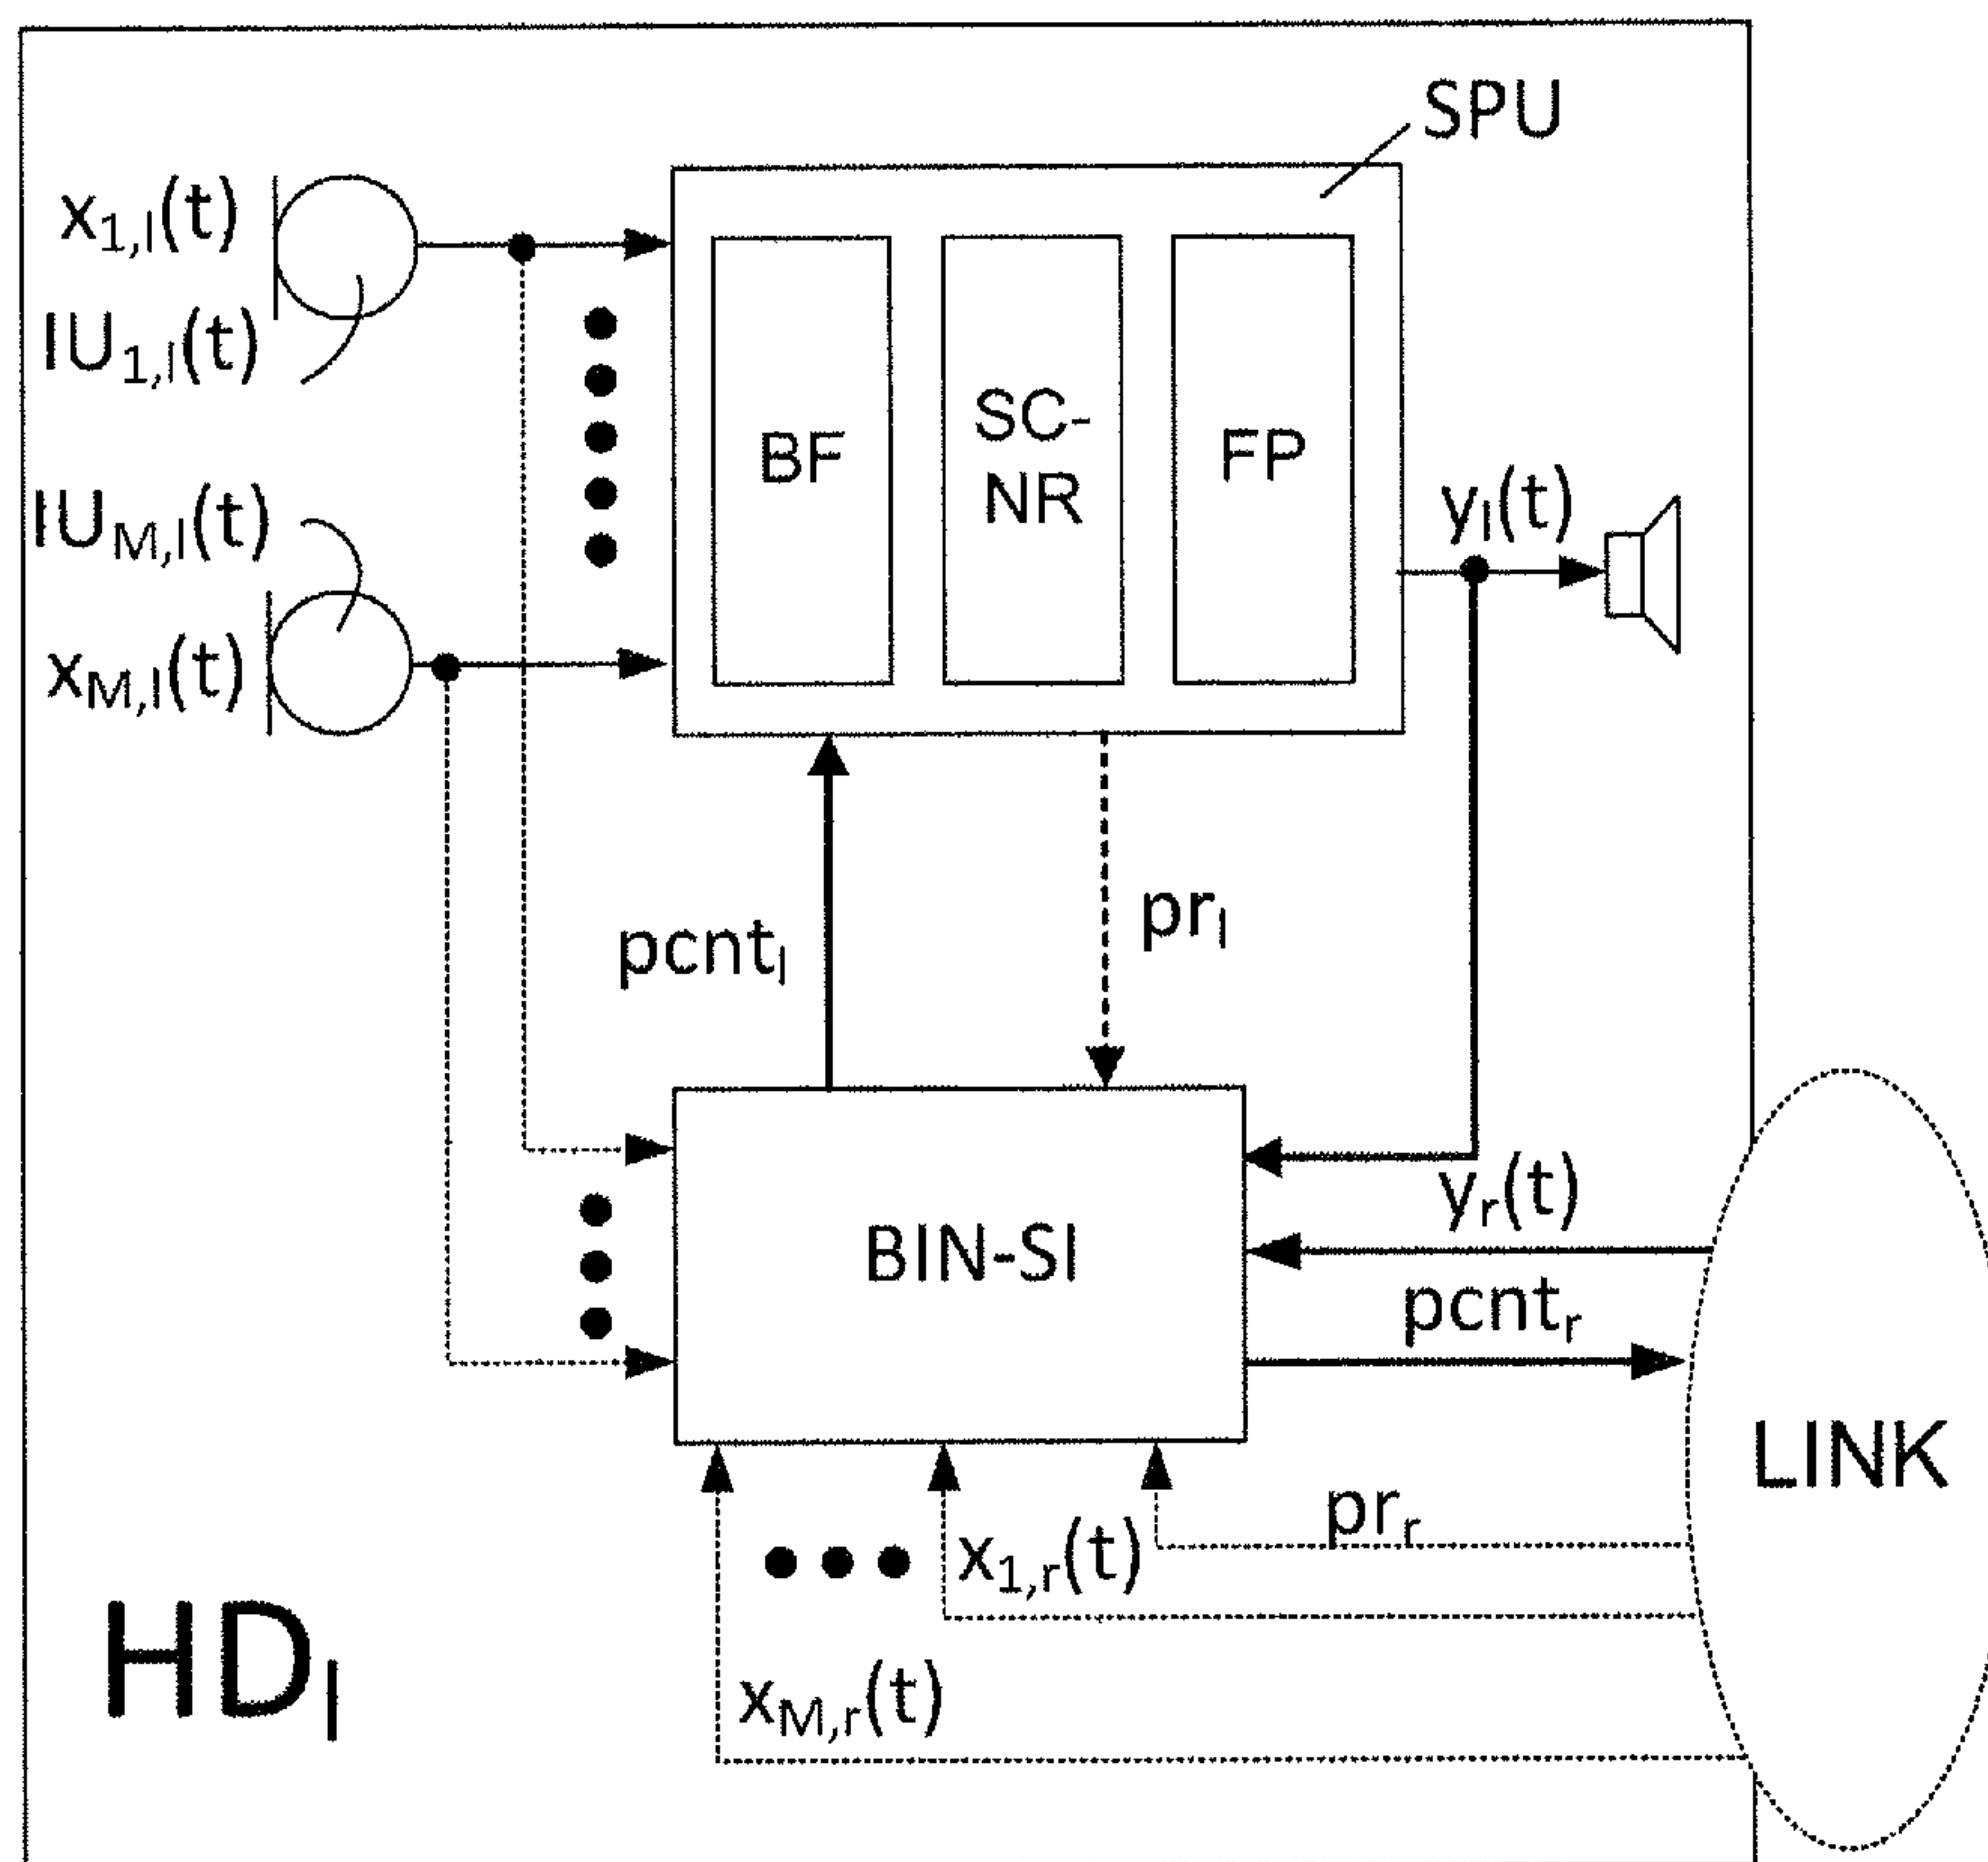 SPU
x1,l(t)
IU1,l(t)
BF
SC-
NR
FP
IUM,l(t)
yl(t)
xM,l(t)
pcntl
prl
yr(t)
BIN-SI
pcntr
LINK
prr
x1,r(t)
HDl
xM,r(t)